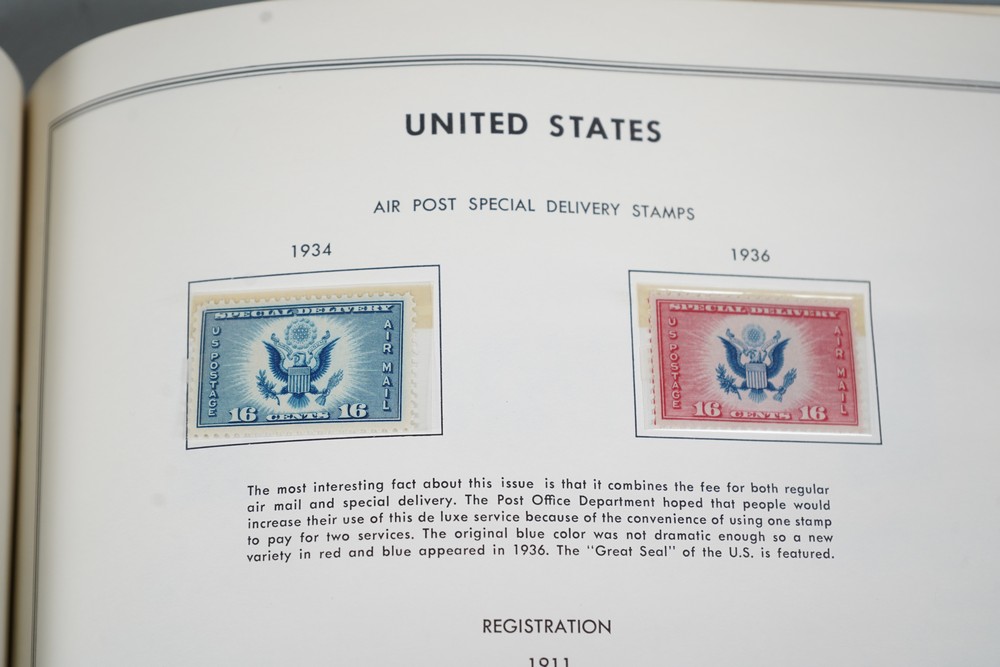 UNITED STATES
AIR POST SPECIAL DELIVERY STAMPS
1934
1936
SPECIAL DELIVERY
U S POSTAGE
AIR MAIL
16 CENTS 16
SPECIAL DELIVERY
U S POSTAGE
AIR MAIL
16 CENTS 16
The most interesting fact about this issue is that it combines the fee for both regular
air mail and special delivery. The Post Office Department hoped that people would
increase their use of this de luxe service because of the convenience of using one stamp
to pay for two services. The original blue color was not dramatic enough so a new
variety in red and blue appeared in 1936. The "Great Seal" of the U.S. is featured.
REGISTRATION
1911